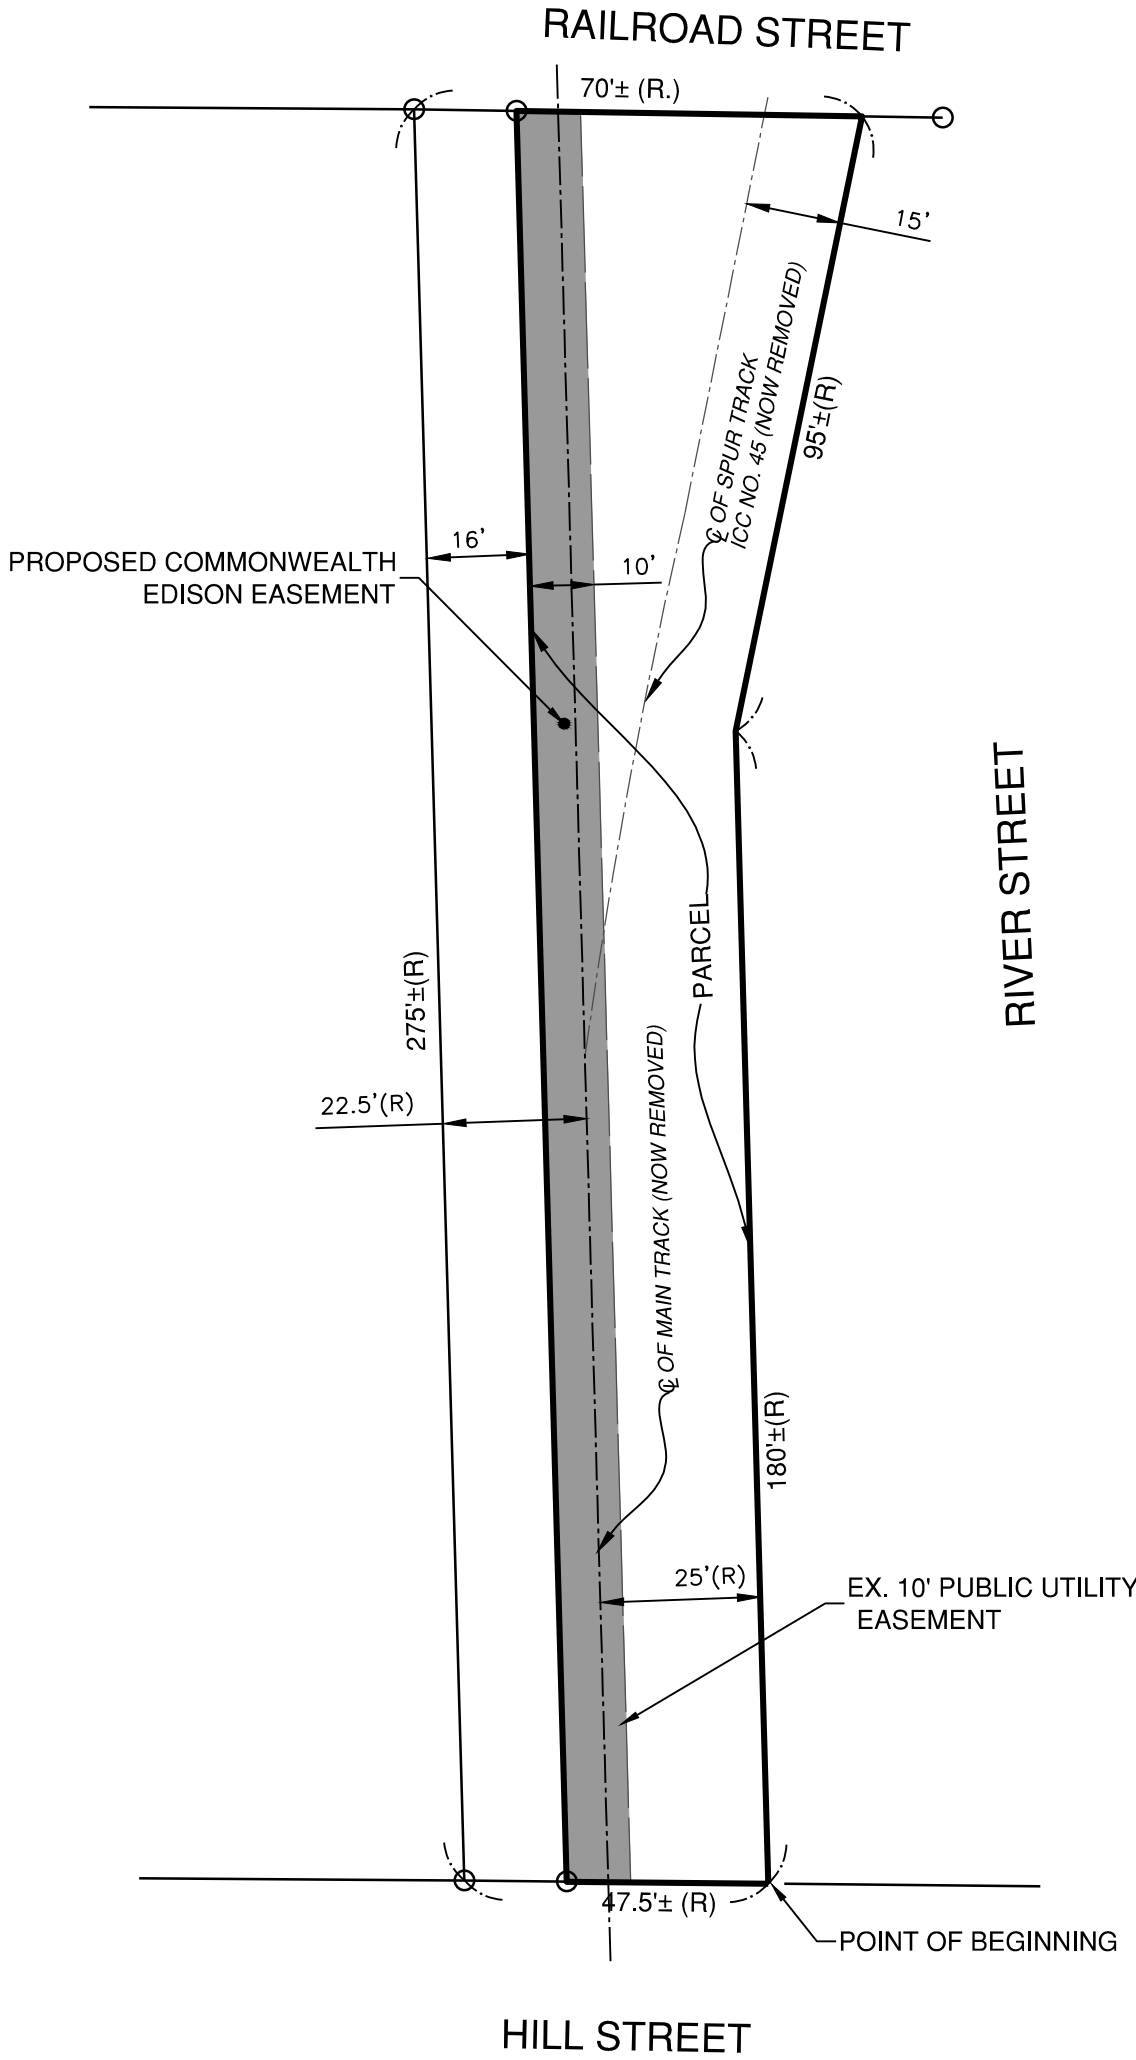 RAILROAD STREET
70'± (R.)
15'
℄ OF SPUR TRACK
ICC NO. 45 (NOW REMOVED)
95'±(R)
16'
10'
PROPOSED COMMONWEALTH
EDISON EASEMENT
RIVER STREET
PARCEL
275'±(R)
22.5'(R)
℄ OF MAIN TRACK (NOW REMOVED)
180'±(R)
25'(R)
EX. 10' PUBLIC UTILITY
EASEMENT
47.5'± (R)
POINT OF BEGINNING
HILL STREET